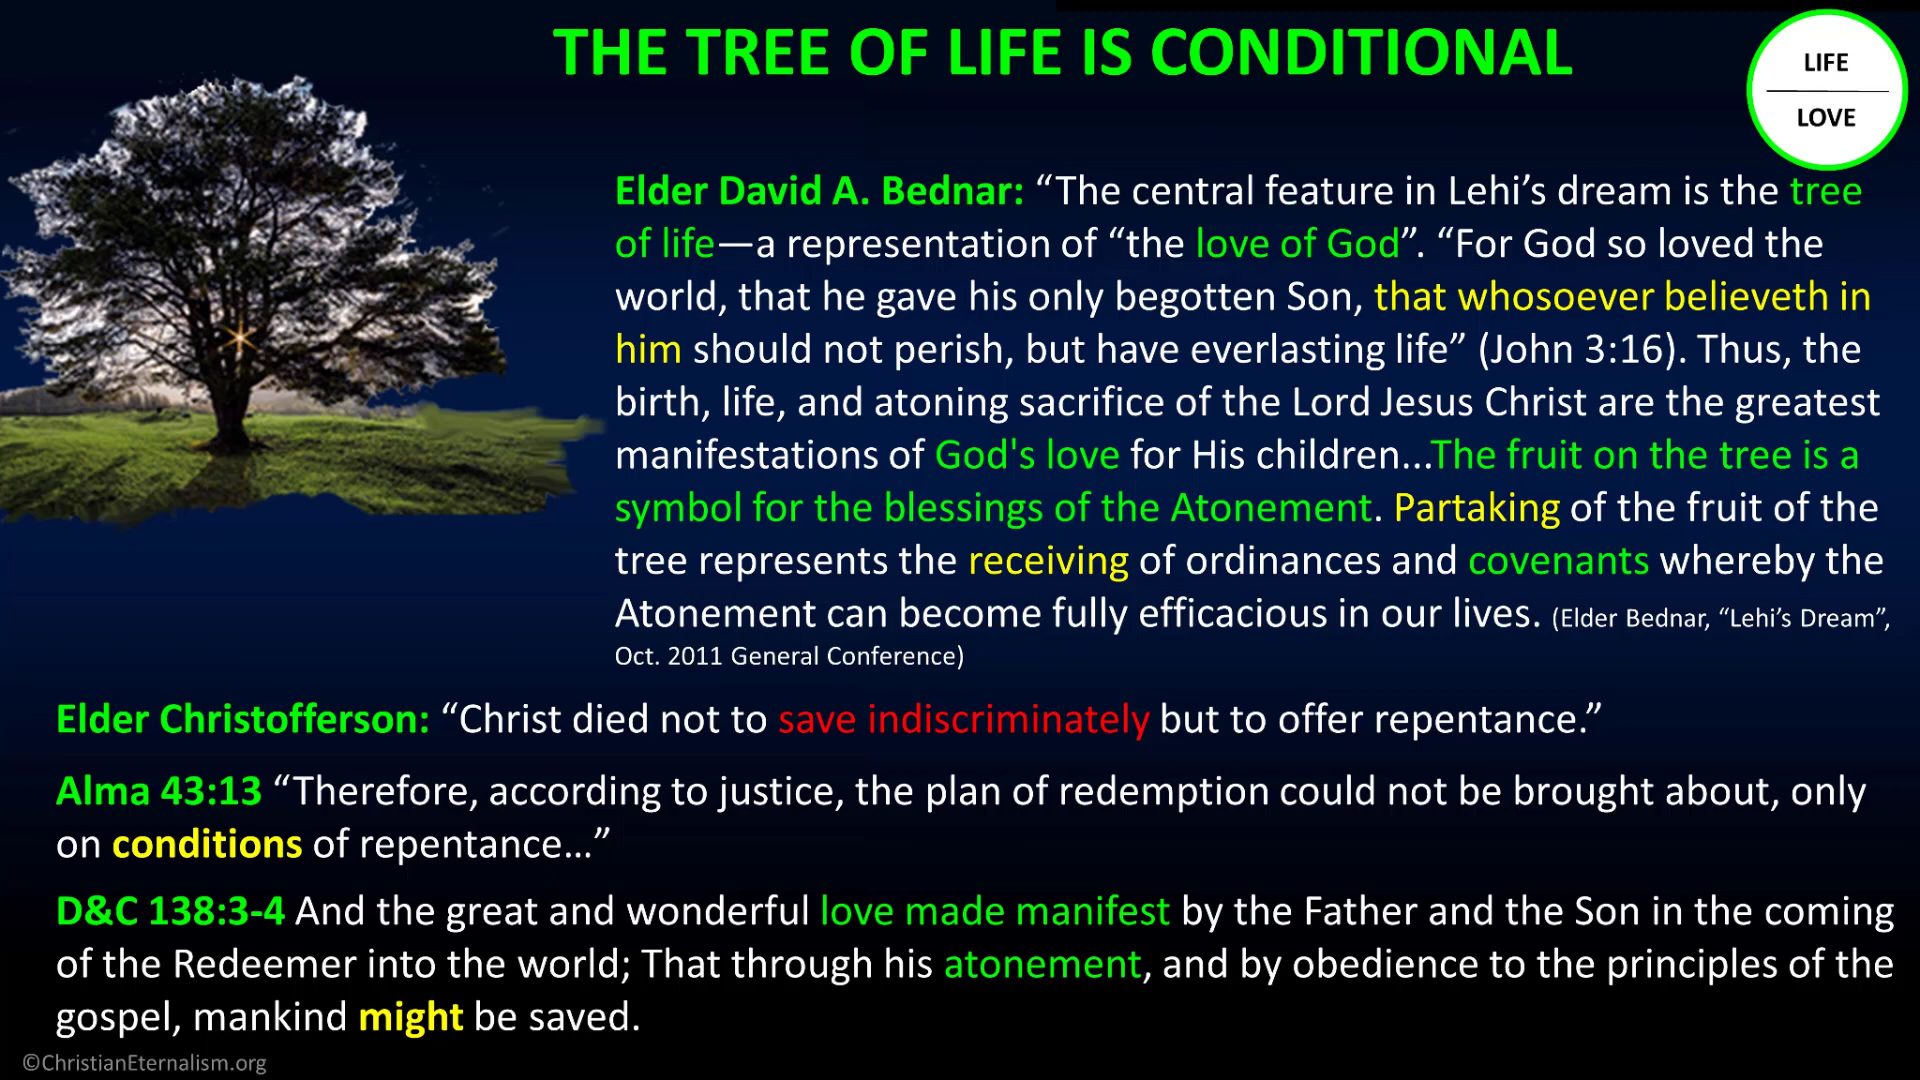 THE TREE OF LIFE IS CONDITIONAL
LIFE
LOVE
Elder David A. Bednar: “The central feature in Lehi’s dream is the tree
of life—a representation of “the love of God”. “For God so loved the
world, that he gave his only begotten Son, that whosoever believeth in
him should not perish, but have everlasting life” (John 3:16). Thus, the
birth, life, and atoning sacrifice of the Lord Jesus Christ are the greatest
manifestations of God's love for His children...The fruit on the tree is a
symbol for the blessings of the Atonement. Partaking of the fruit of the
tree represents the receiving of ordinances and covenants whereby the
Atonement can become fully efficacious in our lives. (Elder Bednar, “Lehi’s Dream”,
Oct. 2011 General Conference)
Elder Christofferson: “Christ died not to save indiscriminately but to offer repentance.”
Alma 43:13 “Therefore, according to justice, the plan of redemption could not be brought about, only
on conditions of repentance…”
D&C 138:3-4 And the great and wonderful love made manifest by the Father and the Son in the coming
of the Redeemer into the world; That through his atonement, and by obedience to the principles of the
gospel, mankind might be saved.
©ChristianEternalism.org